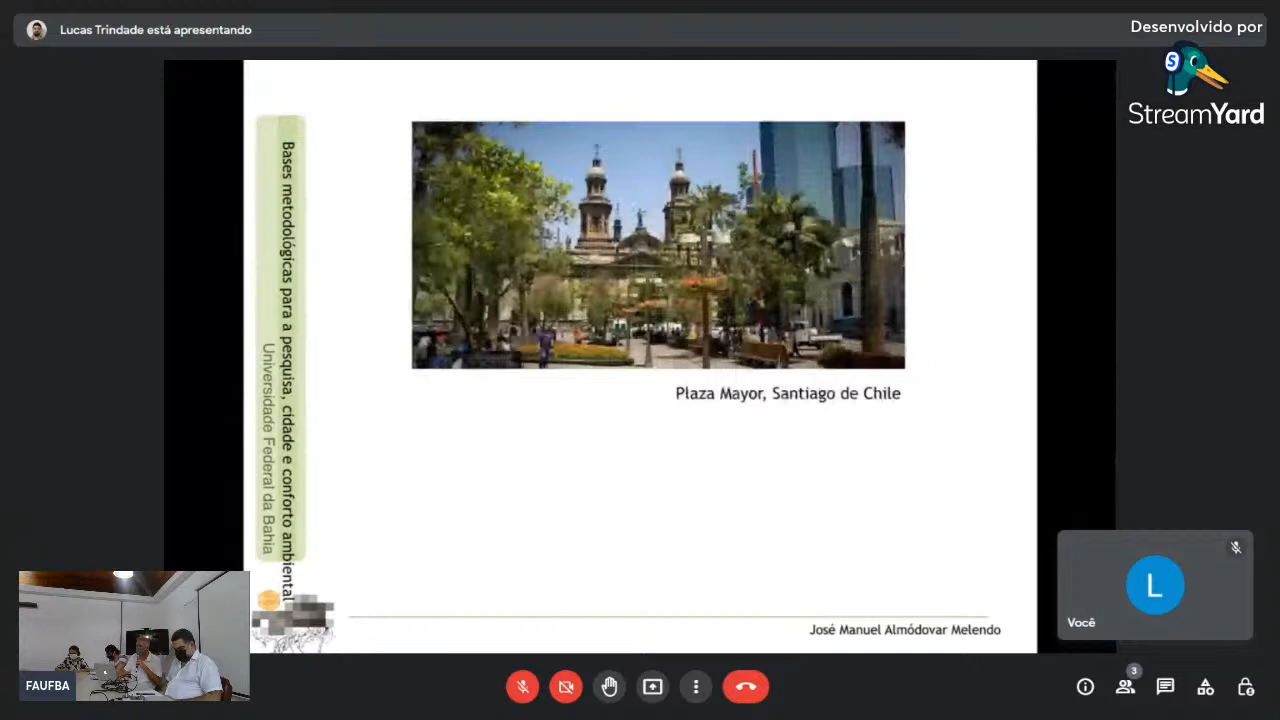 Lucas Trindade está apresentando
Desenvolvido por
S
StreamYard
Bases metodológicas para a pesquisa, cidade e conforto ambiental
Universidade Federal da Bahia
Plaza Mayor, Santiago de Chile
José Manuel Almódovar Melendo
L
Você
FAUFBA
3